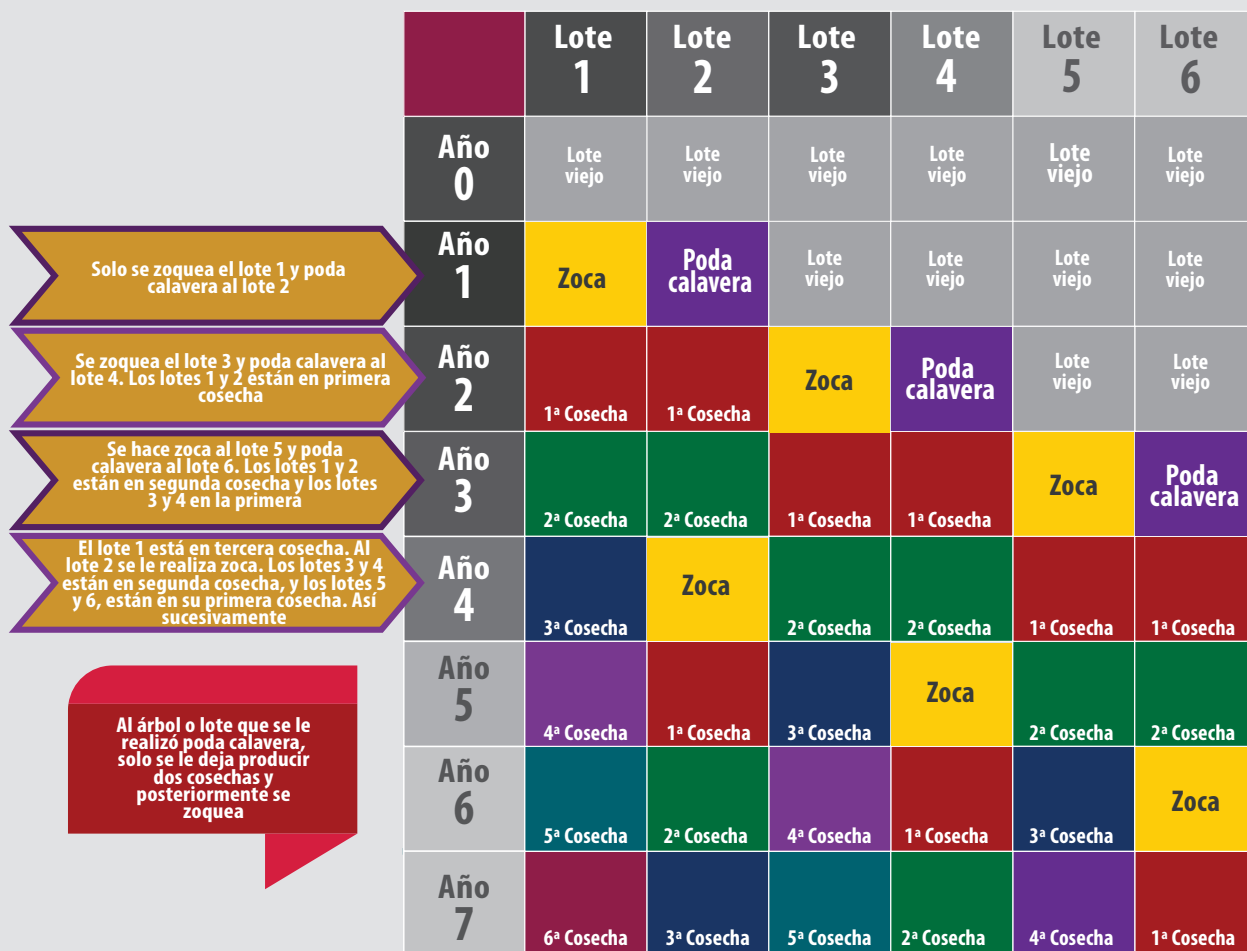 Lote 1
Lote 2
Lote 3
Lote 4
Lote 5
Lote 6
Año 0
Lote viejo
Lote viejo
Lote viejo
Lote viejo
Lote viejo
Lote viejo
Solo se zoquea el lote 1 y poda
calavera al lote 2
Año 1
Zoca
Poda calavera
Lote viejo
Lote viejo
Lote viejo
Lote viejo
Se zoquea el lote 3 y poda calavera al
lote 4. Los lotes 1 y 2 están en primera
cosecha
Año 2
1ª Cosecha
1ª Cosecha
Zoca
Poda calavera
Lote viejo
Lote viejo
Se hace zoca al lote 5 y poda
calavera al lote 6. Los lotes 1 y 2
están en segunda cosecha y los lotes
3 y 4 en la primera
Año 3
2ª Cosecha
2ª Cosecha
1ª Cosecha
1ª Cosecha
Zoca
Poda calavera
El lote 1 está en tercera cosecha. Al
lote 2 se le realiza zoca. Los lotes 3 y 4
están en segunda cosecha, y los lotes 5
y 6, están en su primera cosecha. Así
sucesivamente
Año 4
3ª Cosecha
Zoca
2ª Cosecha
2ª Cosecha
1ª Cosecha
1ª Cosecha
Año 5
4ª Cosecha
1ª Cosecha
3ª Cosecha
Zoca
2ª Cosecha
2ª Cosecha
Al árbol o lote que se le
realizó poda calavera,
solo se le deja producir
dos cosechas y
posteriormente se
zoquea
Año 6
5ª Cosecha
2ª Cosecha
4ª Cosecha
1ª Cosecha
3ª Cosecha
Zoca
Año 7
6ª Cosecha
3ª Cosecha
5ª Cosecha
2ª Cosecha
4ª Cosecha
1ª Cosecha